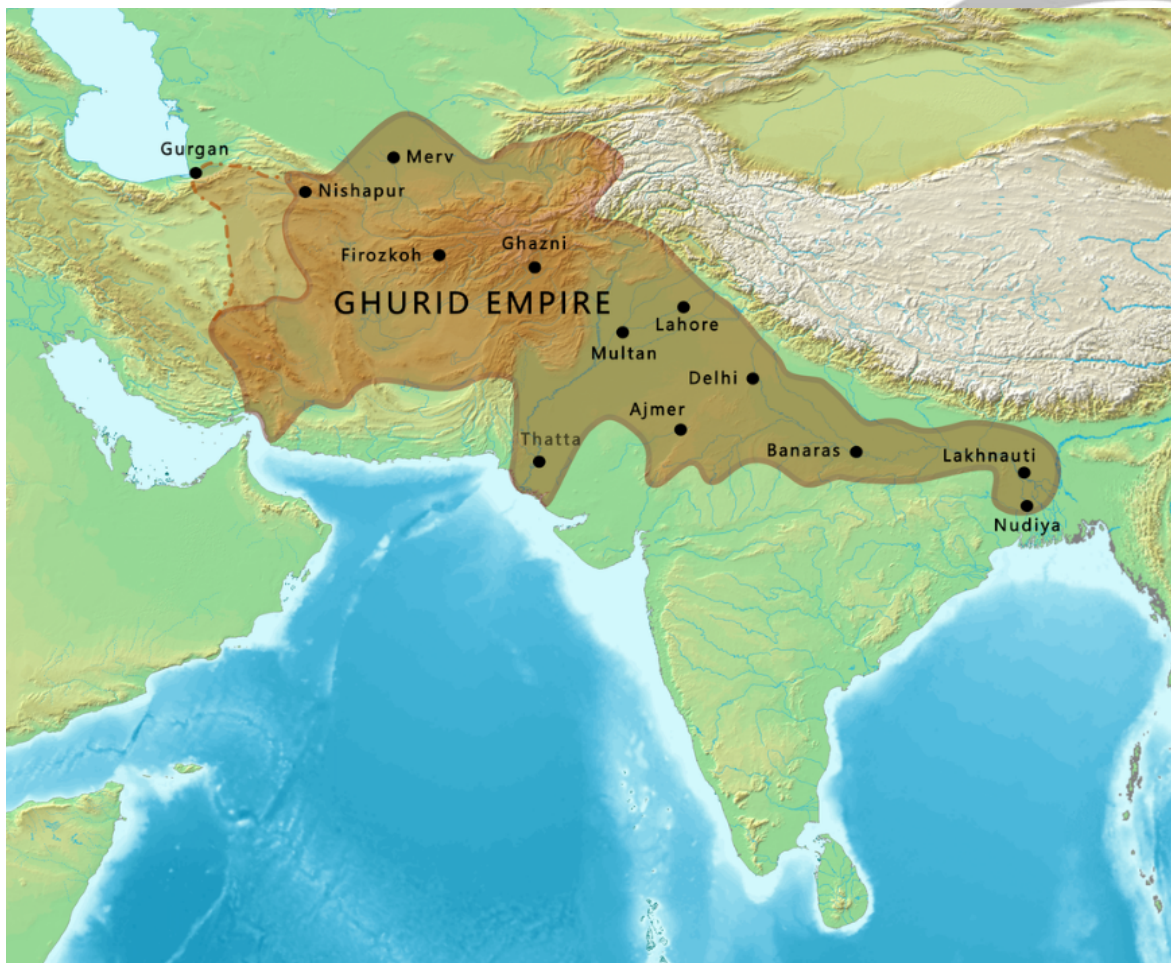 Gurgan
Merv
Nishapur
Firozkoh
Ghazni
GHURID EMPIRE
Lahore
Multan
Delhi
Ajmer
Thatta
Banaras
Lakhnauti
Nudiya